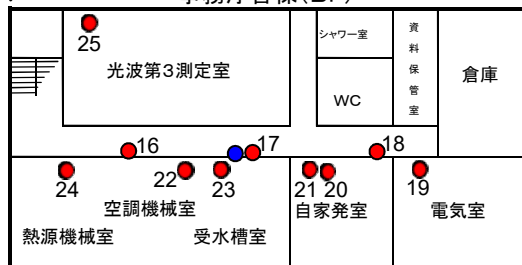 25
光波第3測定室
シャワー室
資料保管室
倉庫
WC
16
17
18
24
22
23
21
20
19
空調機械室
自家発室
電気室
熱源機械室
受水槽室